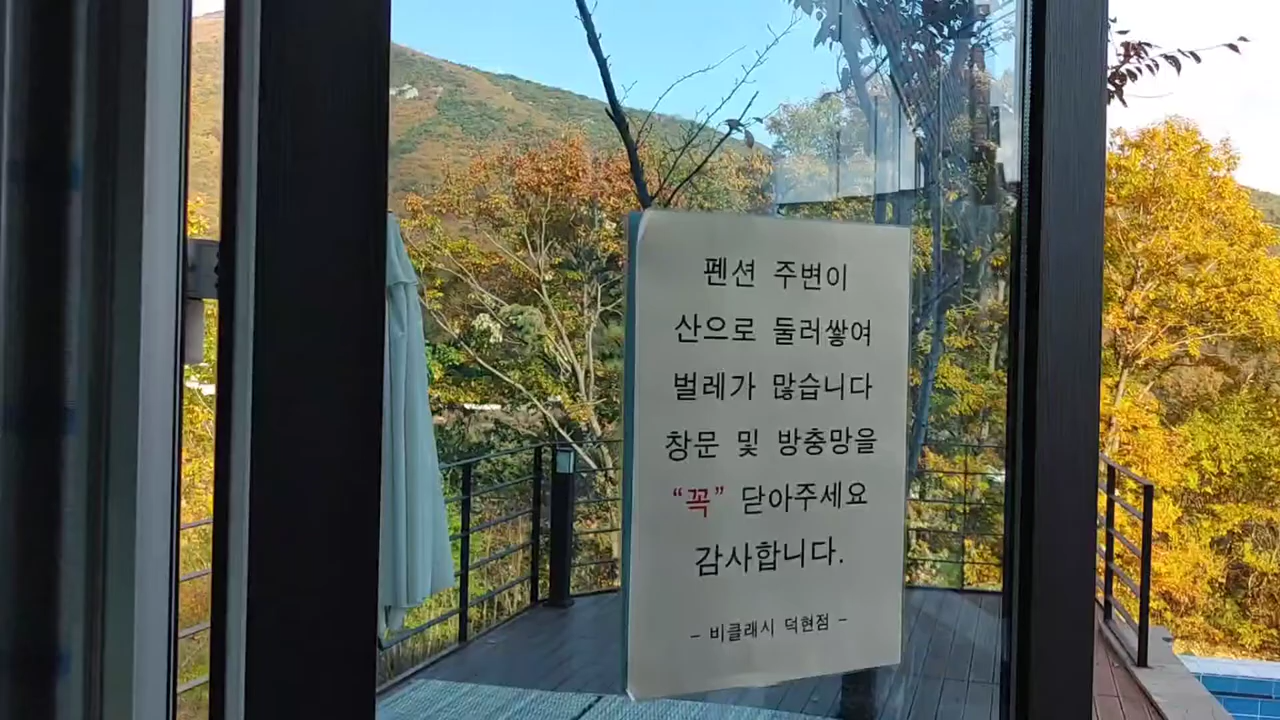 펜션 주변이
산으로 둘러쌓여
벌레가 많습니다
창문 및 방충망을
“꼭” 닫아주세요
감사합니다.
– 비클래시 덕현점 –